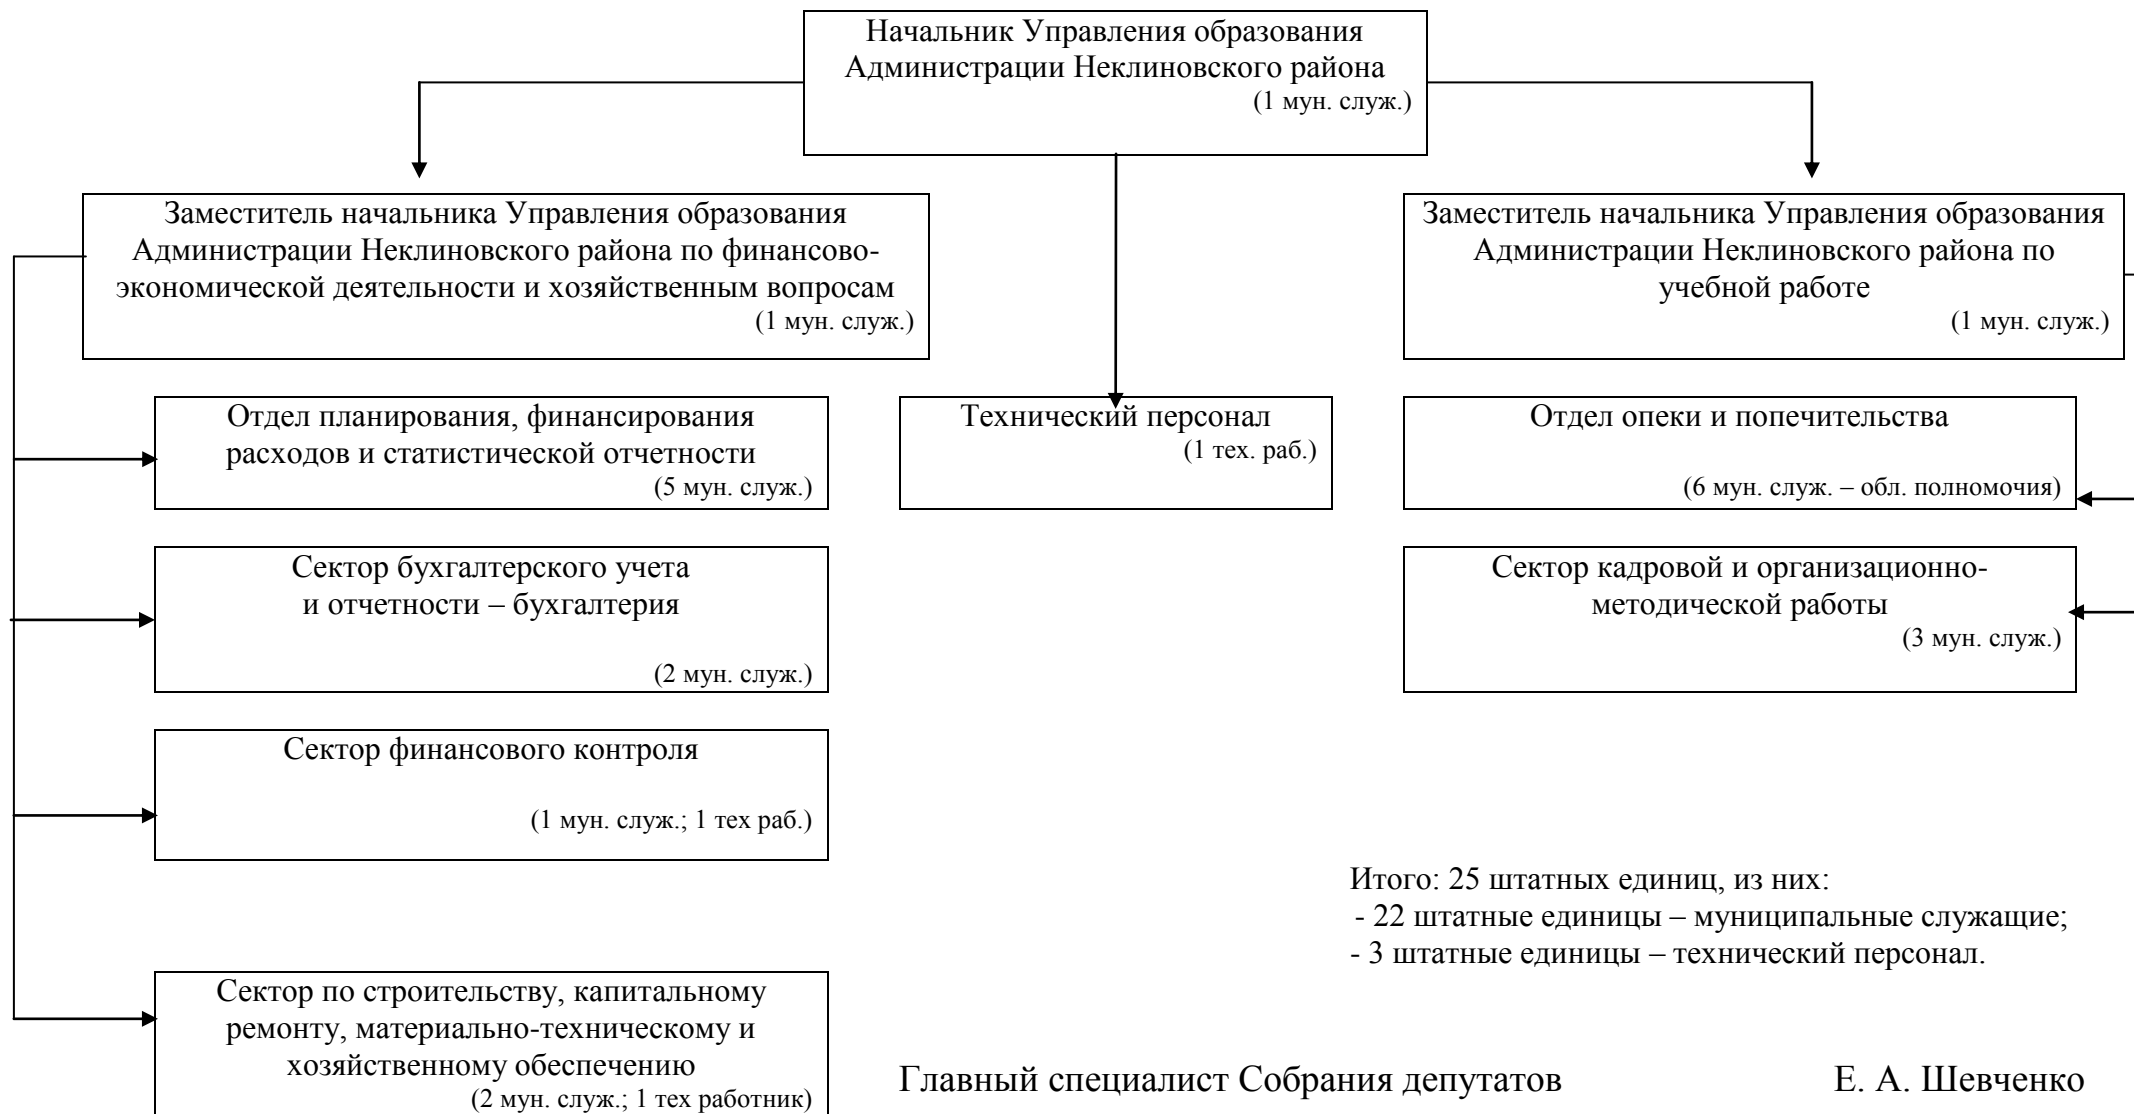 Начальник Управления образования
Администрации Неклиновского района
(1 мун. служ.)
Заместитель начальника Управления образования
Администрации Неклиновского района по финансово-
экономической деятельности и хозяйственным вопросам
(1 мун. служ.)
Заместитель начальника Управления образования
Администрации Неклиновского района по
учебной работе
(1 мун. служ.)
Отдел планирования, финансирования
расходов и статистической отчетности
(5 мун. служ.)
Технический персонал
(1 тех. раб.)
Отдел опеки и попечительства
(6 мун. служ. – обл. полномочия)
Сектор бухгалтерского учета
и отчетности – бухгалтерия
(2 мун. служ.)
Сектор кадровой и организационно-
методической работы
(3 мун. служ.)
Сектор финансового контроля
(1 мун. служ.; 1 тех раб.)
Итого: 25 штатных единиц, из них:
- 22 штатные единицы – муниципальные служащие;
- 3 штатные единицы – технический персонал.
Сектор по строительству, капитальному
ремонту, материально-техническому и
хозяйственному обеспечению
(2 мун. служ.; 1 тех работник)
Главный специалист Собрания депутатов Е. А. Шевченко